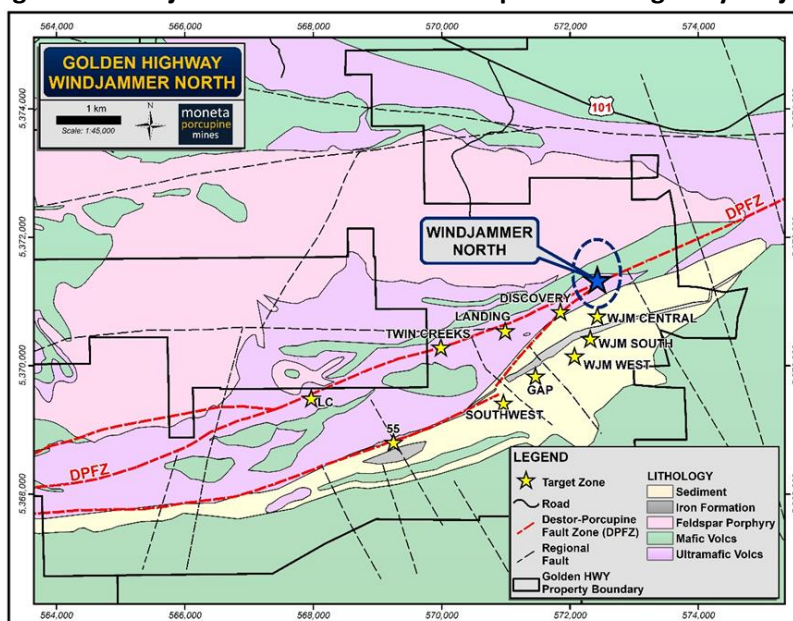 564,000 566,000 568,000 570,000 572,000 574,000
GOLDEN HIGHWAY
WINDJAMMER NORTH
1 km
Scale: 1:45,000
N
moneta
porcupine
mines
101
5,374,000
5,372,000
5,370,000
5,368,000
DPFZ
WINDJAMMER
NORTH
DISCOVERY
LANDING
WJM CENTRAL
TWIN CREEKS
WJM SOUTH
WJM WEST
GAP
LC
SOUTHWEST
55
DPFZ
LEGEND
Target Zone
Road
Destor-Porcupine
Fault Zone (DPFZ)
Regional
Fault
Golden HWY
Property Boundary
LITHOLOGY
Sediment
Iron Formation
Feldspar Porphyry
Mafic Volcs
Ultramafic Volcs
564,000 566,000 568,000 570,000 572,000 574,000